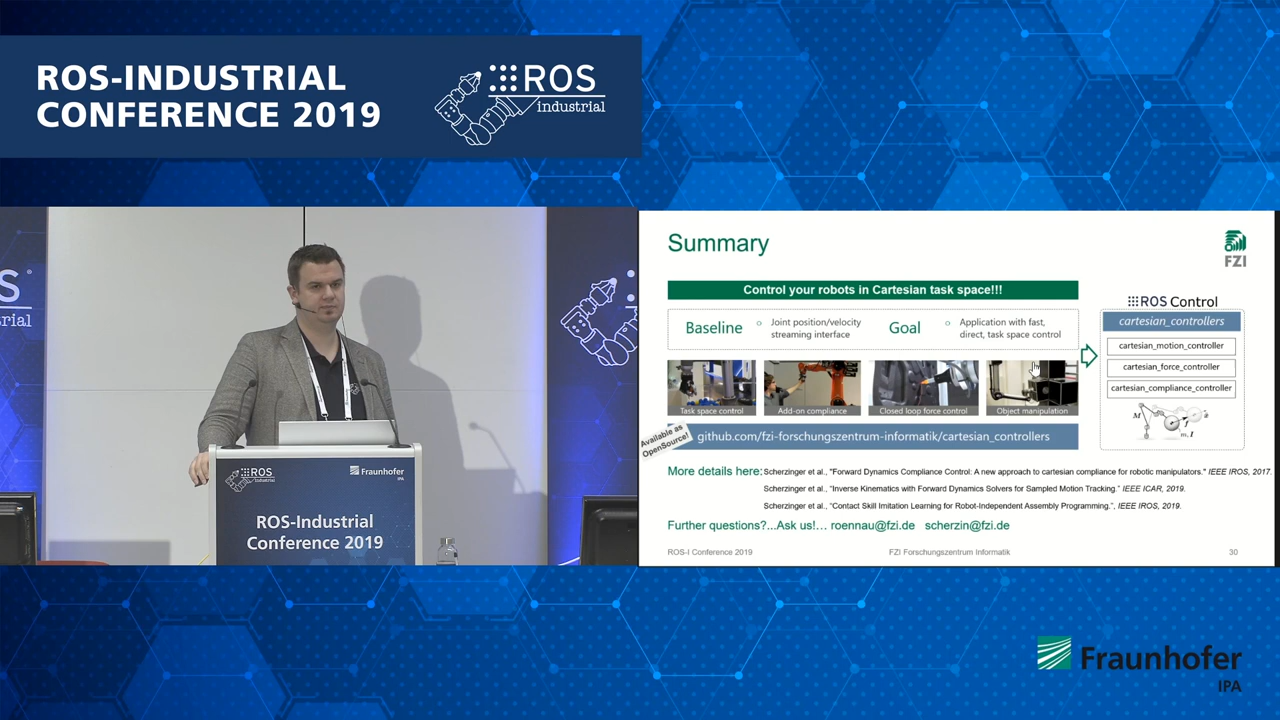 ROS-INDUSTRIAL
CONFERENCE 2019
ROS
industrial
S
rial
ROS
industrial
Fraunhofer
IPA
ROS-Industrial
Conference 2019
Summary
FZI
Control your robots in Cartesian task space!!!
Baseline
Joint position/velocity
streaming interface
Goal
Application with fast,
direct, task space control
Task space control
Add-on compliance
Closed loop force control
Object manipulation
Available as
OpenSource!
github.com/fzi-forschungszentrum-informatik/cartesian_controllers
ROS Control
cartesian_controllers
cartesian_motion_controller
cartesian_force_controller
cartesian_compliance_controller
More details here: Scherzinger et al., "Forward Dynamics Compliance Control: A new approach to cartesian compliance for robotic manipulators." IEEE IROS, 2017.
Scherzinger et al., "Inverse Kinematics with Forward Dynamics Solvers for Sampled Motion Tracking." IEEE ICAR, 2019.
Scherzinger et al., "Contact Skill Imitation Learning for Robot-Independent Assembly Programming.", IEEE IROS, 2019.
Further questions?...Ask us!... roennau@fzi.de scherzin@fzi.de
ROS-I Conference 2019
FZI Forschungszentrum Informatik
30
Fraunhofer
IPA